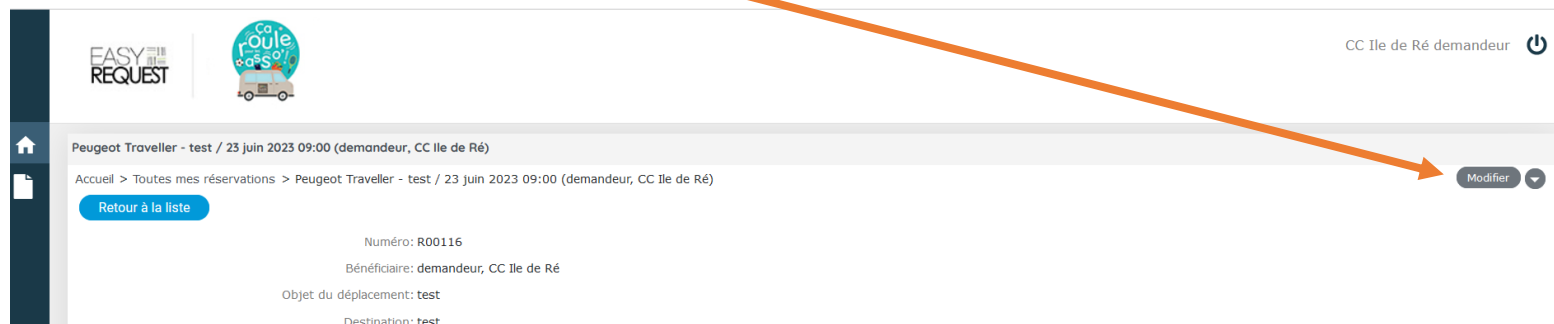 EASY
REQUEST
Ça
roule
asso!
CC Ile de Ré demandeur
Peugeot Traveller - test / 23 juin 2023 09:00 (demandeur, CC Ile de Ré)
Accueil > Toutes mes réservations > Peugeot Traveller - test / 23 juin 2023 09:00 (demandeur, CC Ile de Ré)
Modifier
Retour à la liste
Numéro: R00116
Bénéficiaire: demandeur, CC Ile de Ré
Objet du déplacement: test
Destination: test